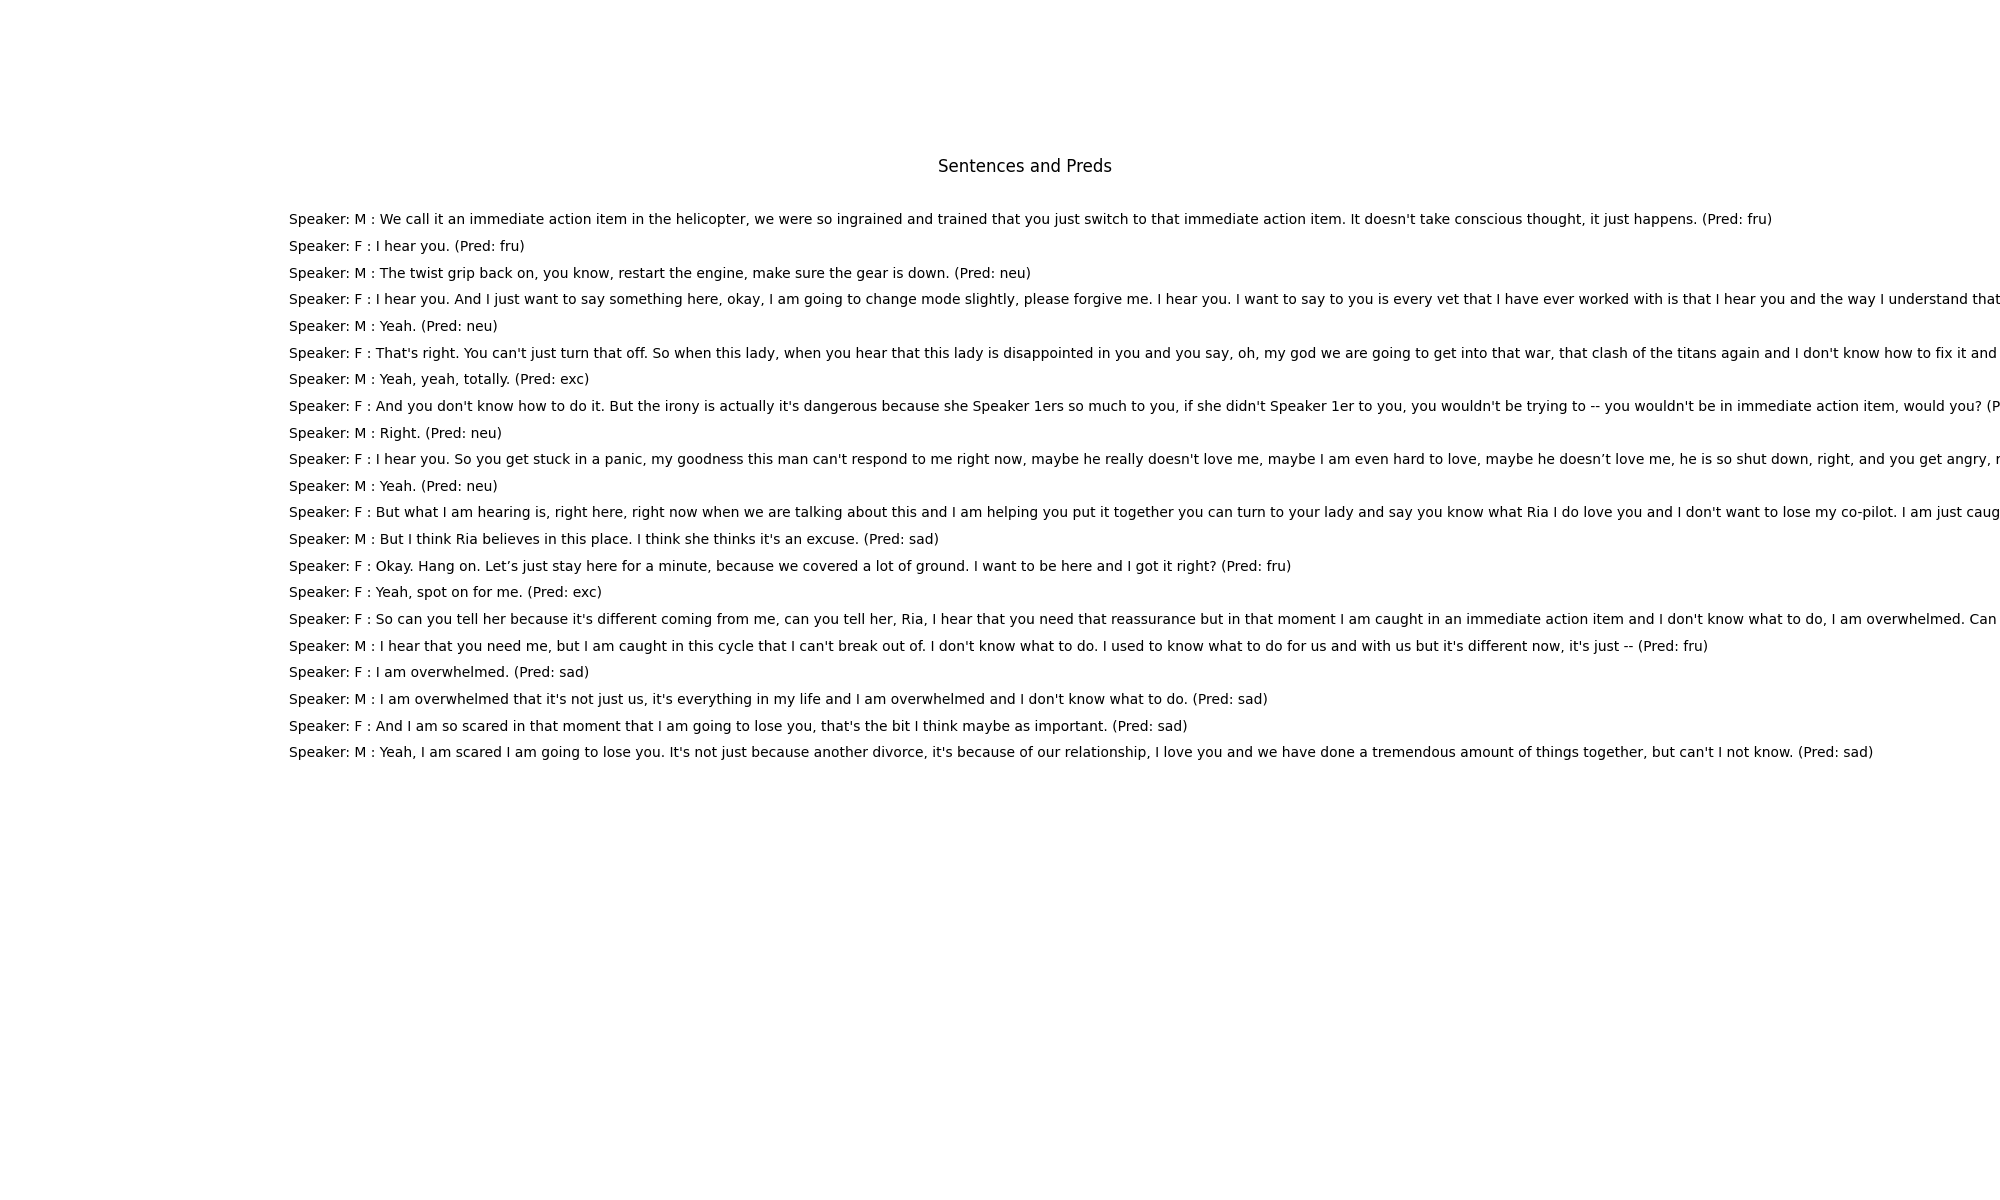 Sentences and Preds
Speaker: M : We call it an immediate action item in the helicopter, we were so ingrained and trained that you just switch to that immediate action item. It doesn't take conscious thought, it just happens. (Pred: fru)
Speaker: F : I hear you. (Pred: fru)
Speaker: M : The twist grip back on, you know, restart the engine, make sure the gear is down. (Pred: neu)
Speaker: F : I hear you. And I just want to say something here, okay, I am going to change mode slightly, please forgive me. I hear you. I want to say to you is every vet that I have ever worked with is that I hear you and the way I understand that
Speaker: M : Yeah. (Pred: neu)
Speaker: F : That's right. You can't just turn that off. So when this lady, when you hear that this lady is disappointed in you and you say, oh, my god we are going to get into that war, that clash of the titans again and I don't know how to fix it and
Speaker: M : Yeah, yeah, totally. (Pred: exc)
Speaker: F : And you don't know how to do it. But the irony is actually it's dangerous because she Speaker 1ers so much to you, if she didn't Speaker 1er to you, you wouldn't be trying to -- you wouldn't be in immediate action item, would you? (P
Speaker: M : Right. (Pred: neu)
Speaker: F : I hear you. So you get stuck in a panic, my goodness this man can't respond to me right now, maybe he really doesn't love me, maybe I am even hard to love, maybe he doesn’t love me, he is so shut down, right, and you get angry,
Speaker: M : Yeah. (Pred: neu)
Speaker: F : But what I am hearing is, right here, right now when we are talking about this and I am helping you put it together you can turn to your lady and say you know what Ria I do love you and I don't want to lose my co-pilot. I am just caug
Speaker: M : But I think Ria believes in this place. I think she thinks it's an excuse. (Pred: sad)
Speaker: F : Okay. Hang on. Let’s just stay here for a minute, because we covered a lot of ground. I want to be here and I got it right? (Pred: fru)
Speaker: F : Yeah, spot on for me. (Pred: exc)
Speaker: F : So can you tell her because it's different coming from me, can you tell her, Ria, I hear that you need that reassurance but in that moment I am caught in an immediate action item and I don't know what to do, I am overwhelmed. Can
Speaker: M : I hear that you need me, but I am caught in this cycle that I can't break out of. I don't know what to do. I used to know what to do for us and with us but it's different now, it's just -- (Pred: fru)
Speaker: F : I am overwhelmed. (Pred: sad)
Speaker: M : I am overwhelmed that it's not just us, it's everything in my life and I am overwhelmed and I don't know what to do. (Pred: sad)
Speaker: F : And I am so scared in that moment that I am going to lose you, that's the bit I think maybe as important. (Pred: sad)
Speaker: M : Yeah, I am scared I am going to lose you. It's not just because another divorce, it's because of our relationship, I love you and we have done a tremendous amount of things together, but can't I not know. (Pred: sad)